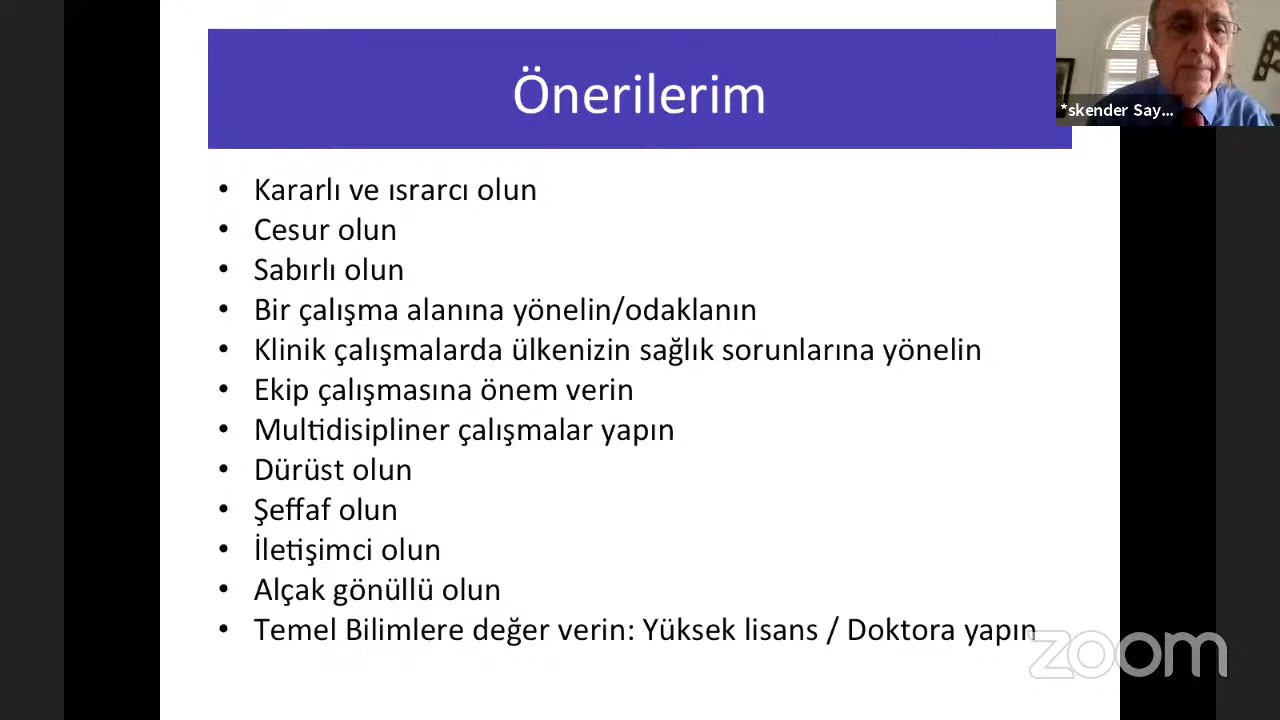 Önerilerim
*skender Say...
• Kararlı ve ısrarcı olun
• Cesur olun
• Sabırlı olun
• Bir çalışma alanına yönelin/odaklanın
• Klinik çalışmalarda ülkenizin sağlık sorunlarına yönelin
• Ekip çalışmasına önem verin
• Multidisipliner çalışmalar yapın
• Dürüst olun
• Şeffaf olun
• İletişimci olun
• Alçak gönüllü olun
• Temel Bilimlere değer verin: Yüksek lisans / Doktora yapın
zoom